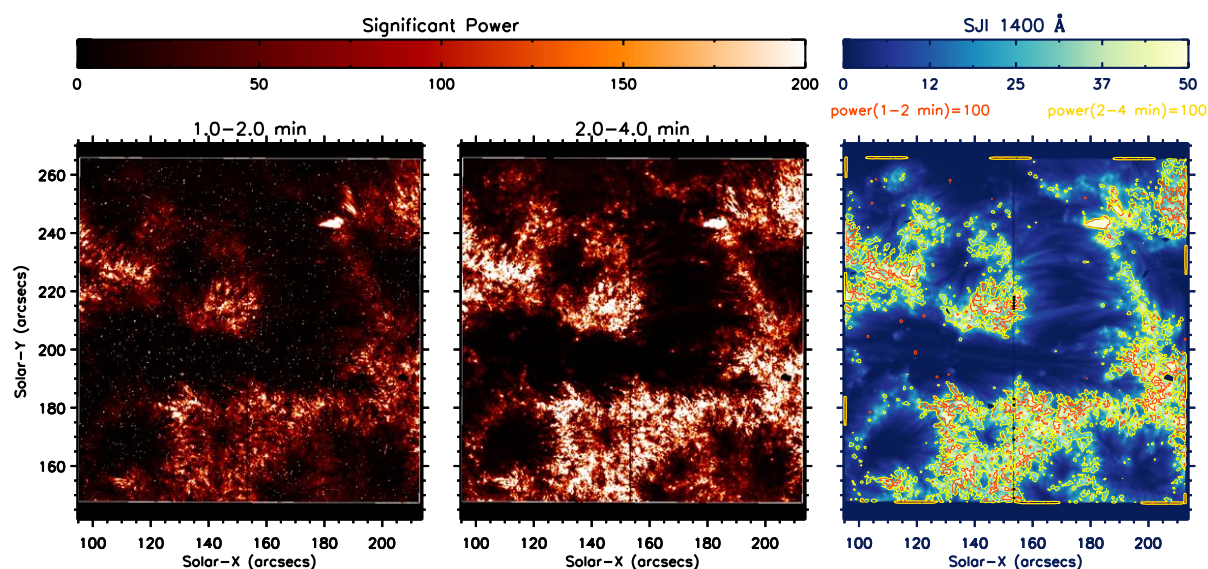 Significant Power
SJI 1400 Å
0 50 100 150 200
0 12 25 37 50
power(1-2 min)=100 power(2-4 min)=100
1.0-2.0 min
2.0-4.0 min
260
240
220
200
180
160
Solar-Y (arcsecs)
100 120 140 160 180 200
100 120 140 160 180 200
100 120 140 160 180 200
Solar-X (arcsecs)
Solar-X (arcsecs)
Solar-X (arcsecs)